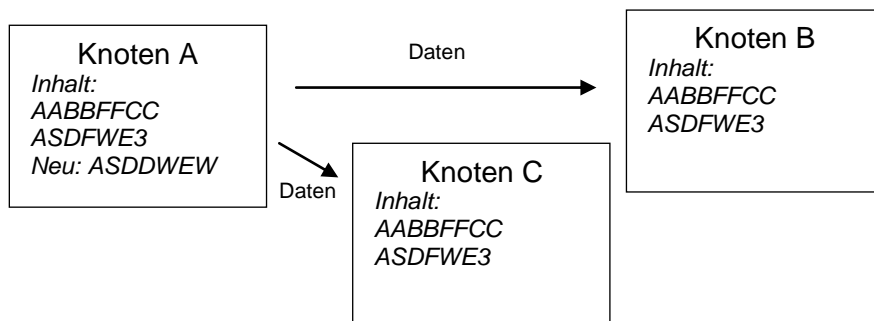 Knoten A
Inhalt:
AABBFFCC
ASDFWE3
Neu: ASDDWEW
Daten
Knoten B
Inhalt:
AABBFFCC
ASDFWE3
Daten
Knoten C
Inhalt:
AABBFFCC
ASDFWE3